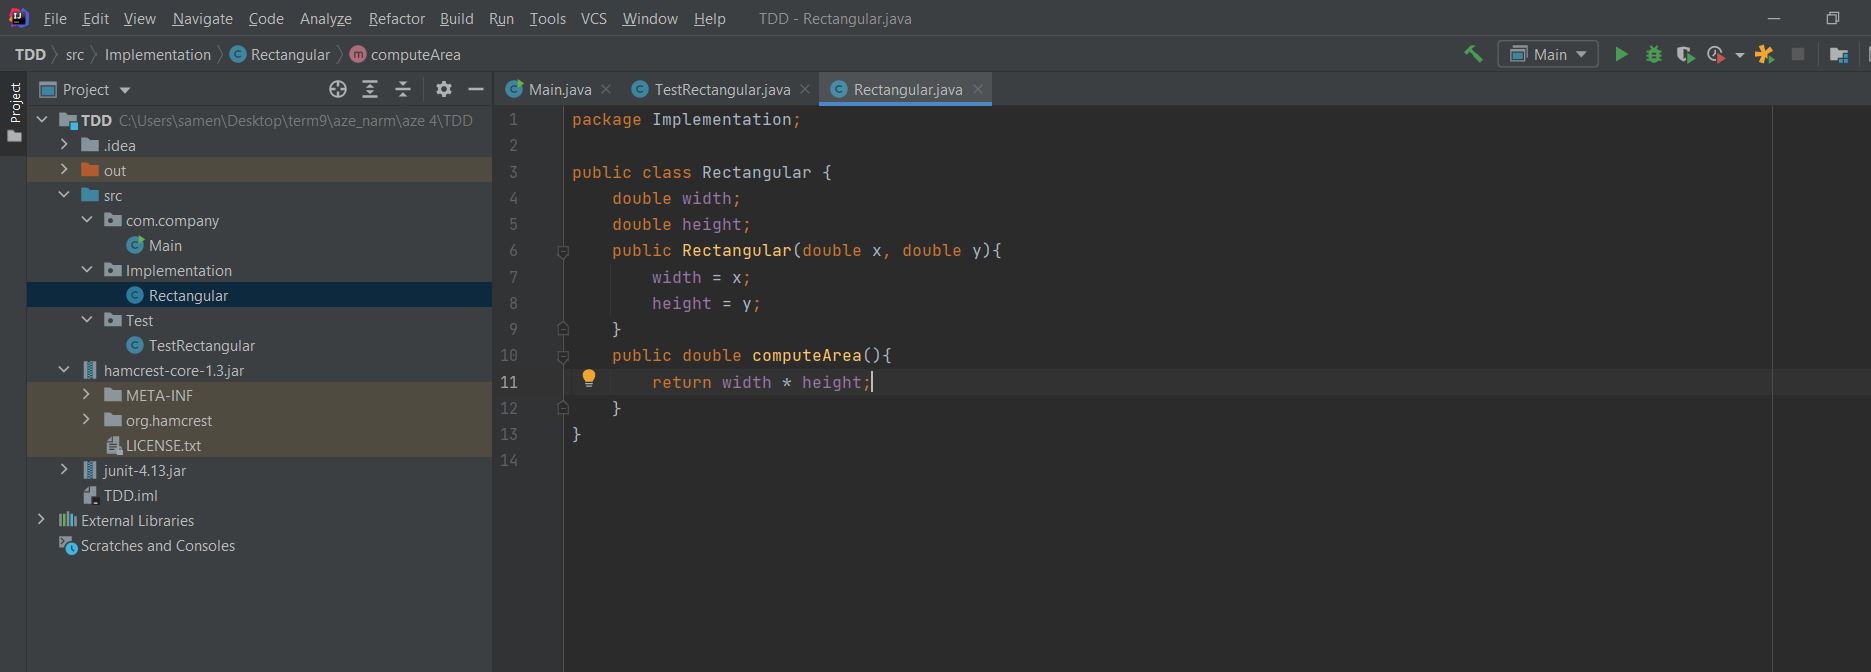 File Edit View Navigate Code Analyze Refactor Build Run Tools VCS Window Help TDD - Rectangular.java
TDD src Implementation Rectangular computeArea Main
Project
Project
Main.java TestRectangular.java Rectangular.java
TDD C:\Users\samen\Desktop\term9\aze_narm\aze 4\TDD
.idea
out
src
com.company
Main
Implementation
Rectangular
Test
TestRectangular
hamcrest-core-1.3.jar
META-INF
org.hamcrest
LICENSE.txt
junit-4.13.jar
TDD.iml
External Libraries
Scratches and Consoles
1 package Implementation;
2
3 public class Rectangular {
4 double width;
5 double height;
6 public Rectangular(double x, double y){
7 width = x;
8 height = y;
9 }
10 public double computeArea(){
11 return width * height;
12 }
13 }
14